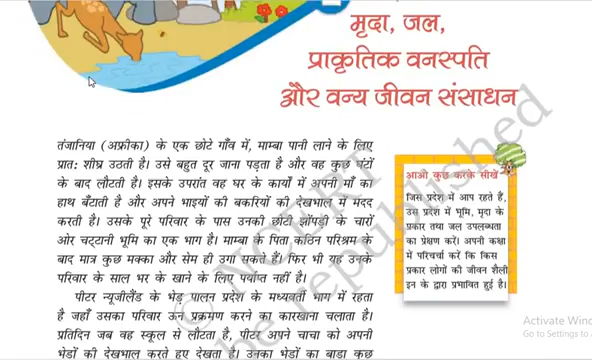 मृदा, जल,
प्राकृतिक वनस्पति
और वन्य जीवन संसाधन
तंजानिया (अफ्रीका) के एक छोटे गाँव में, माम्बा पानी लाने के लिए
प्रात: शीघ्र उठती है। उसे बहुत दूर जाना पड़ता है और वह कुछ घंटों
के बाद लौटती है। इसके उपरांत वह घर के कार्यों में अपनी माँ का
हाथ बँटाती है और अपने भाइयों की बकरियों की देखभाल में मदद
करती है। उसके पूरे परिवार के पास उनकी छोटी झोंपड़ी के चारों
ओर चट्टानी भूमि का एक भाग है। माम्बा के पिता कठिन परिश्रम के
बाद मात्र कुछ मक्का और सेम ही उगा सकते हैं। फिर भी यह उनके
परिवार के साल भर के खाने के लिए पर्याप्त नहीं है।
पीटर न्यूजीलैंड के भेड़ पालन प्रदेश के मध्यवर्ती भाग में रहता
है जहाँ उसका परिवार ऊन प्रक्रमण करने का कारखाना चलाता है।
प्रतिदिन जब वह स्कूल से लौटता है, पीटर अपने चाचा को अपनी
भेड़ों की देखभाल करते हुए देखता है। उनका भेड़ों का बाड़ा कुछ
आओ कुछ करके सीखें
जिस प्रदेश में आप रहते हैं,
उस प्रदेश में भूमि, मृदा के
प्रकार तथा जल उपलब्धता
का प्रेक्षण करें। अपनी कक्षा
में परिचर्चा करें कि किस
प्रकार लोगों की जीवन शैली
इन के द्वारा प्रभावित हुई है।
© NCERT
be republished
Activate Wind
Go to Settings to